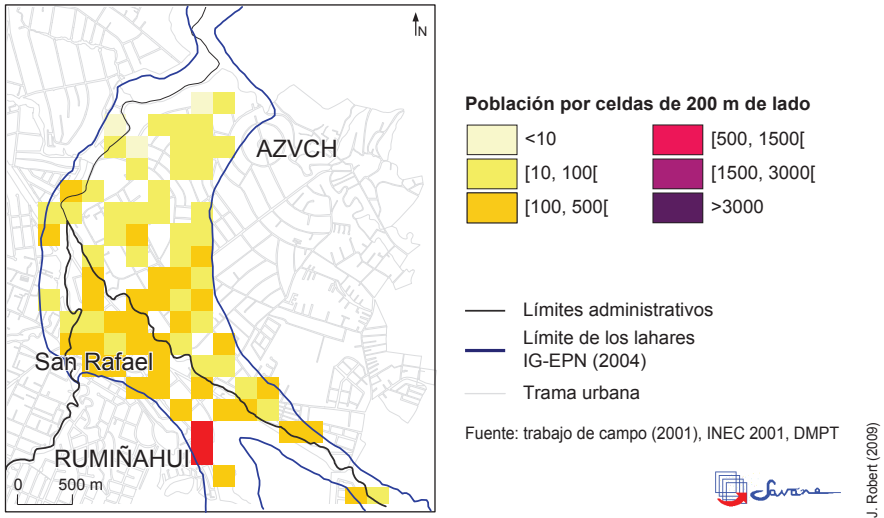 N
AZVCH
San Rafael
RUMIÑAHUI
0 500 m
Población por celdas de 200 m de lado
<10
[10, 100[
[100, 500[
[500, 1500[
[1500, 3000[
>3000
Límites administrativos
Límite de los lahares
IG-EPN (2004)
Trama urbana
Fuente: trabajo de campo (2001), INEC 2001, DMPT
Savane
J. Robert (2009)